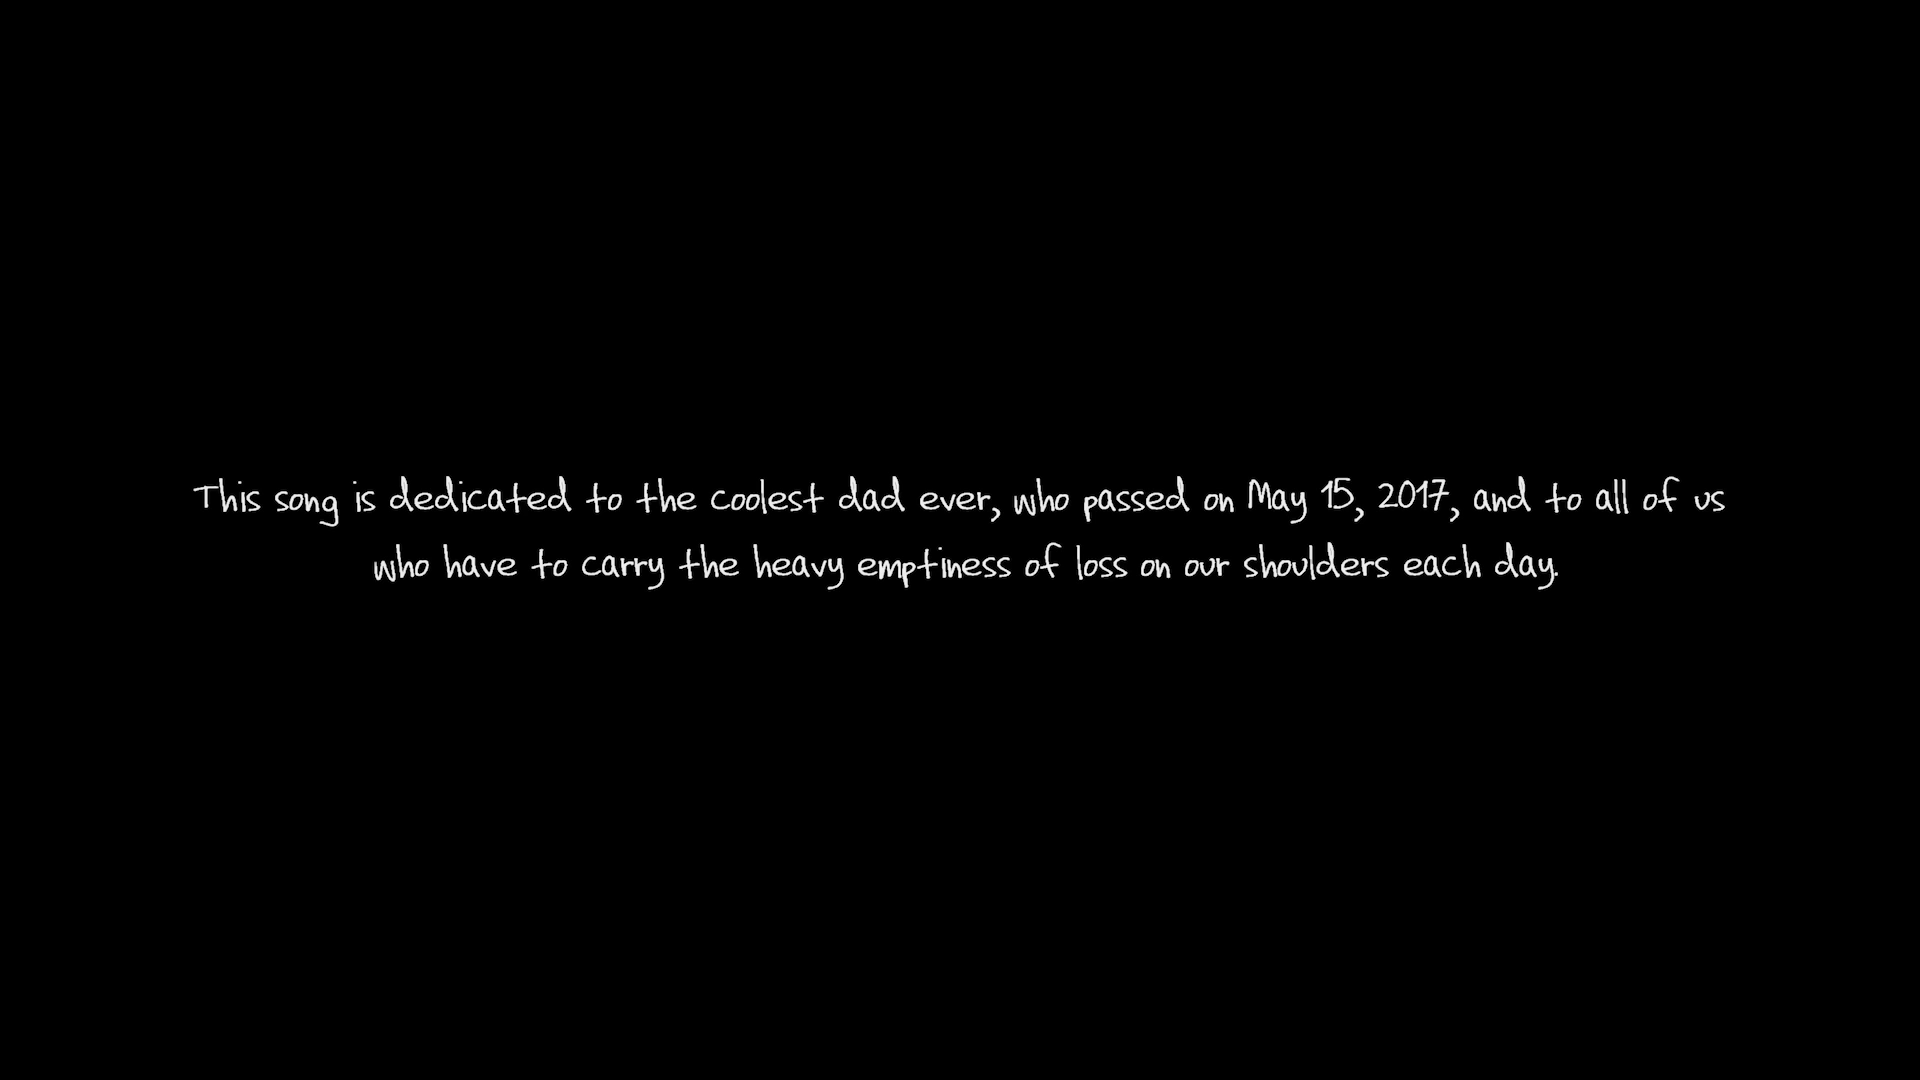 This song is dedicated to the coolest dad ever, who passed on May 15, 2017, and to all of us
who have to carry the heavy emptiness of loss on our shoulders each day.